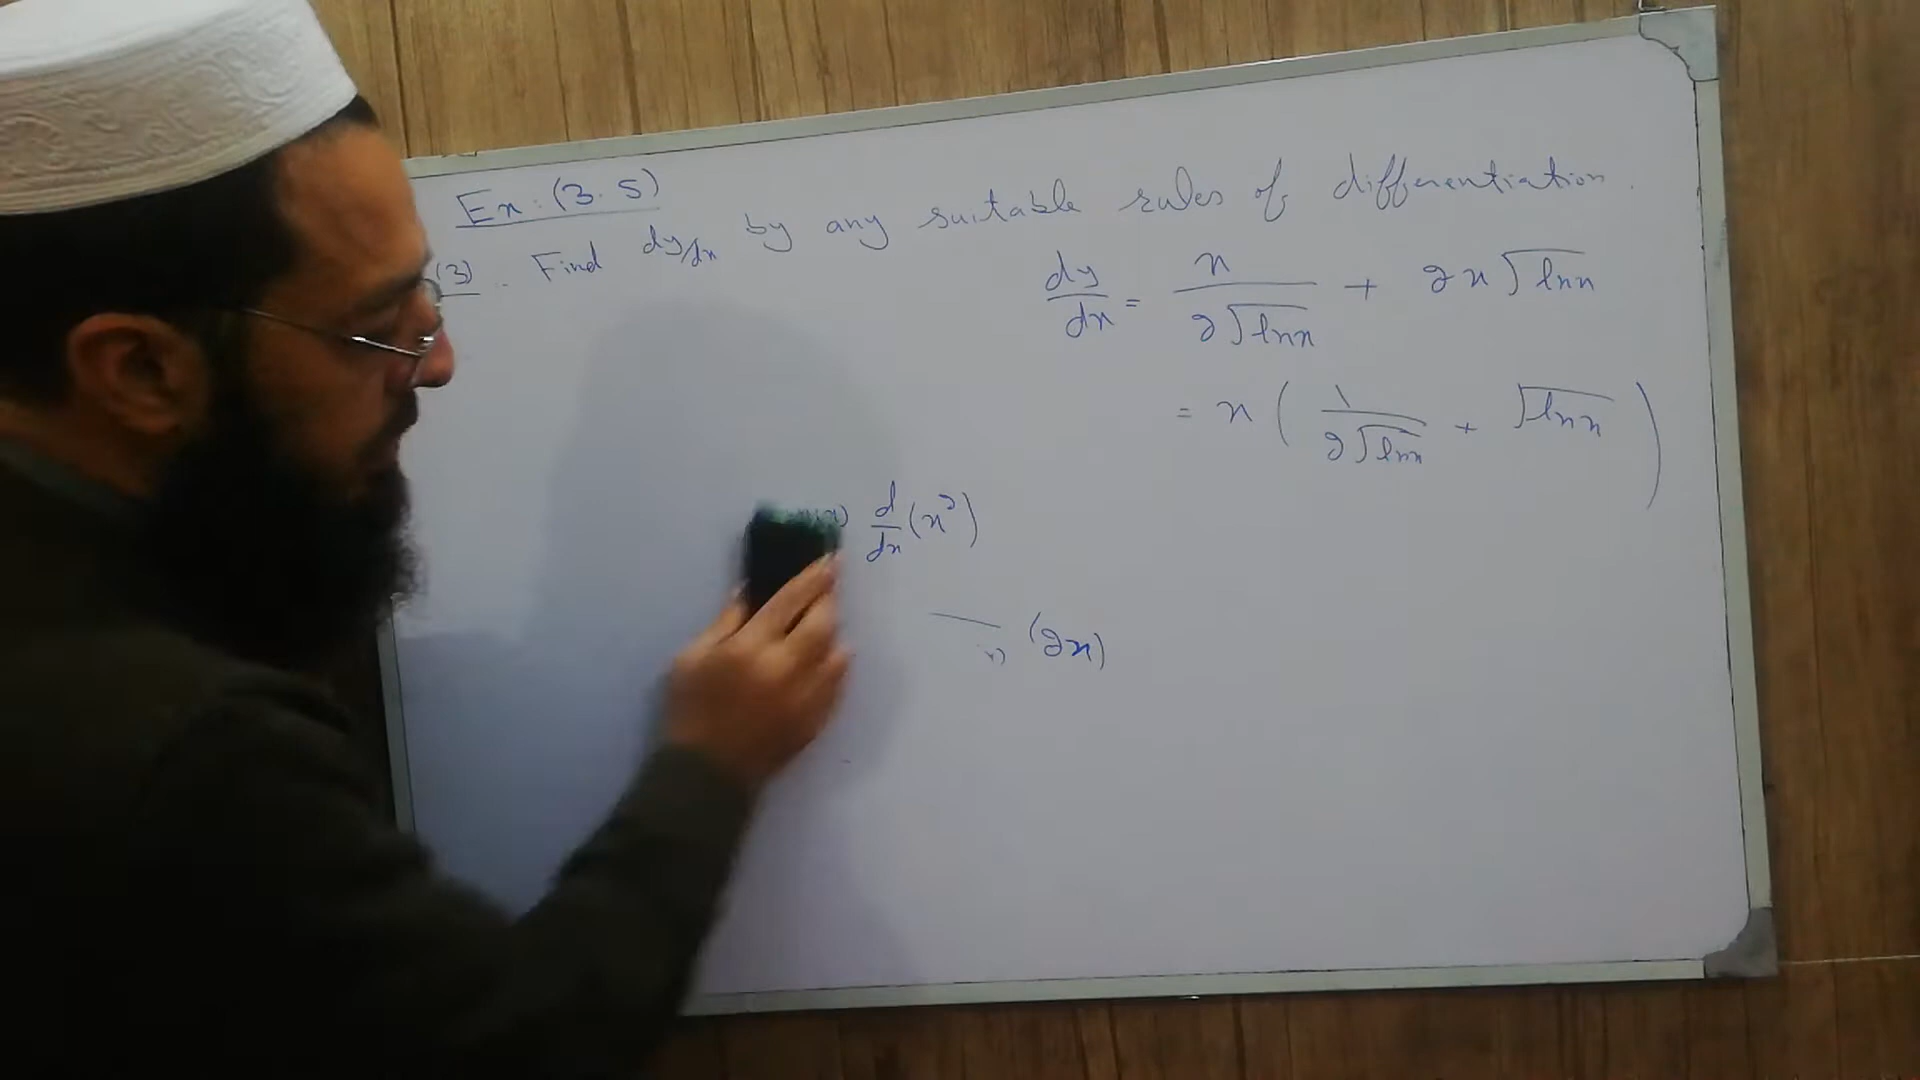 Ex: (3.5)
(3). Find dy/dx by any suitable rules of differentiation.
dy/dx = x/(2√lnx) + 2x√lnx
= x(1/(2√lnx) + √lnx)
d/dx(x²)
(2x)